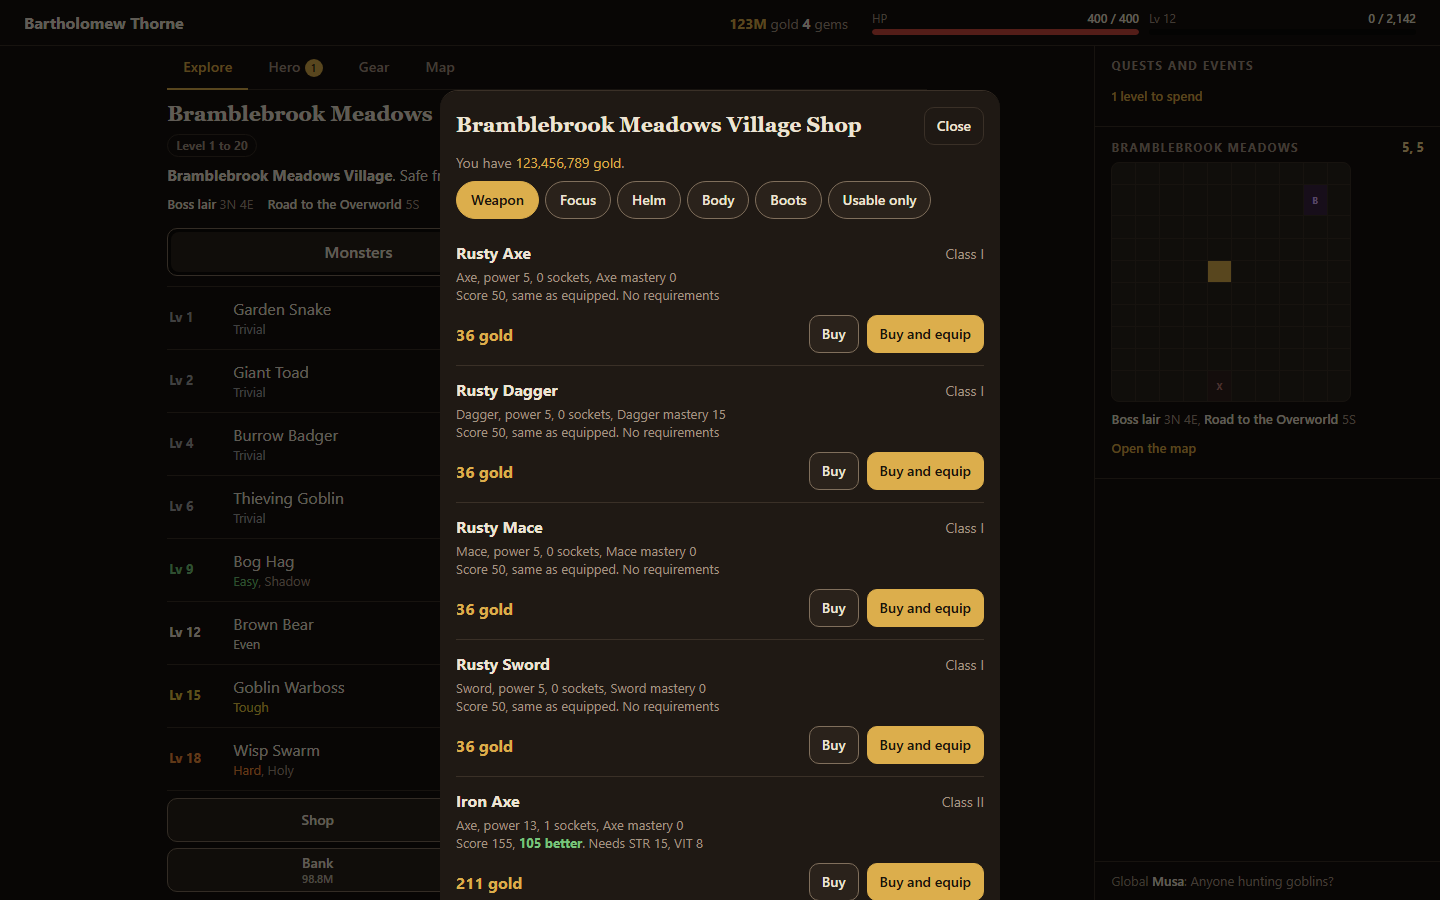 Bartholomew Thorne
123M gold 4 gems
HP 400 / 400
Lv 12 0 / 2,142
Explore Hero 1 Gear Map
Bramblebrook Meadows
Level 1 to 20
Bramblebrook Meadows Village. Safe fr
Boss lair 3N 4E Road to the Overworld 5S
Monsters
Lv 1 Garden Snake
Trivial
Lv 2 Giant Toad
Trivial
Lv 4 Burrow Badger
Trivial
Lv 6 Thieving Goblin
Trivial
Lv 9 Bog Hag
Easy, Shadow
Lv 12 Brown Bear
Even
Lv 15 Goblin Warboss
Tough
Lv 18 Wisp Swarm
Hard, Holy
Shop
Bank
98.8M
Bramblebrook Meadows Village Shop
Close
You have 123,456,789 gold.
Weapon Focus Helm Body Boots Usable only
Rusty Axe Class I
Axe, power 5, 0 sockets, Axe mastery 0
Score 50, same as equipped. No requirements
36 gold Buy Buy and equip
Rusty Dagger Class I
Dagger, power 5, 0 sockets, Dagger mastery 15
Score 50, same as equipped. No requirements
36 gold Buy Buy and equip
Rusty Mace Class I
Mace, power 5, 0 sockets, Mace mastery 0
Score 50, same as equipped. No requirements
36 gold Buy Buy and equip
Rusty Sword Class I
Sword, power 5, 0 sockets, Sword mastery 0
Score 50, same as equipped. No requirements
36 gold Buy Buy and equip
Iron Axe Class II
Axe, power 13, 1 sockets, Axe mastery 0
Score 155, 105 better. Needs STR 15, VIT 8
211 gold Buy Buy and equip
QUESTS AND EVENTS
1 level to spend
BRAMBLEBROOK MEADOWS 5, 5
B
X
Boss lair 3N 4E, Road to the Overworld 5S
Open the map
Global Musa: Anyone hunting goblins?